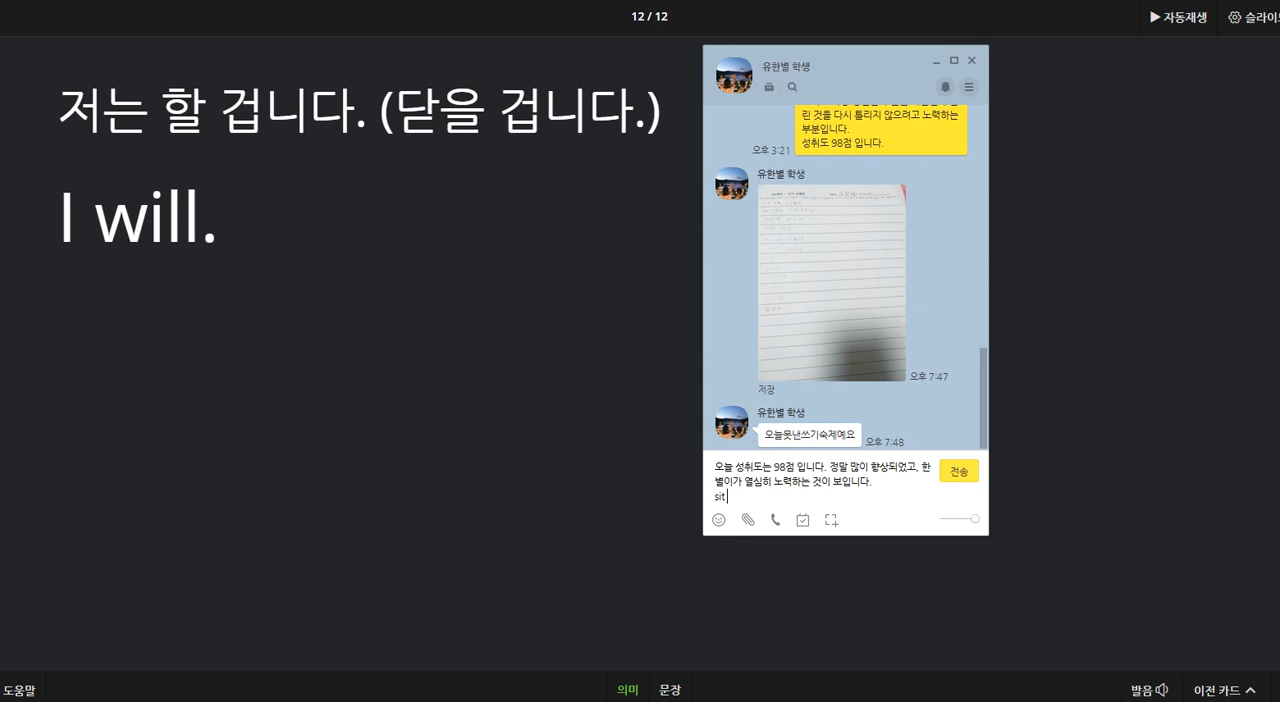 12 / 12
▶ 자동재생
슬라이드
저는 할 겁니다. (닫을 겁니다.)
I will.
유한별 학생
린 것을 다시 틀리지 않으려고 노력하는
부분입니다.
성취도 98점 입니다.
오후 3:21
유한별 학생
오후 7:47
저장
유한별 학생
오늘못낸쓰기숙제예요
오후 7:48
오늘 성취도는 98점 입니다. 정말 많이 향상되었고, 한
별이가 열심히 노력하는 것이 보입니다.
sit
전송
도움말
의미
문장
발음
이전 카드